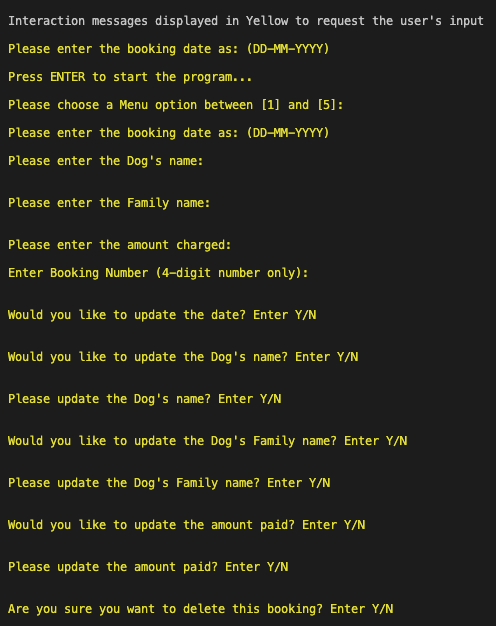 Interaction messages displayed in Yellow to request the user's input
Please enter the booking date as: (DD-MM-YYYY)
Press ENTER to start the program...
Please choose a Menu option between [1] and [5]:
Please enter the booking date as: (DD-MM-YYYY)
Please enter the Dog's name:
Please enter the Family name:
Please enter the amount charged:
Enter Booking Number (4-digit number only):
Would you like to update the date? Enter Y/N
Would you like to update the Dog's name? Enter Y/N
Please update the Dog's name? Enter Y/N
Would you like to update the Dog's Family name? Enter Y/N
Please update the Dog's Family name? Enter Y/N
Would you like to update the amount paid? Enter Y/N
Please update the amount paid? Enter Y/N
Are you sure you want to delete this booking? Enter Y/N